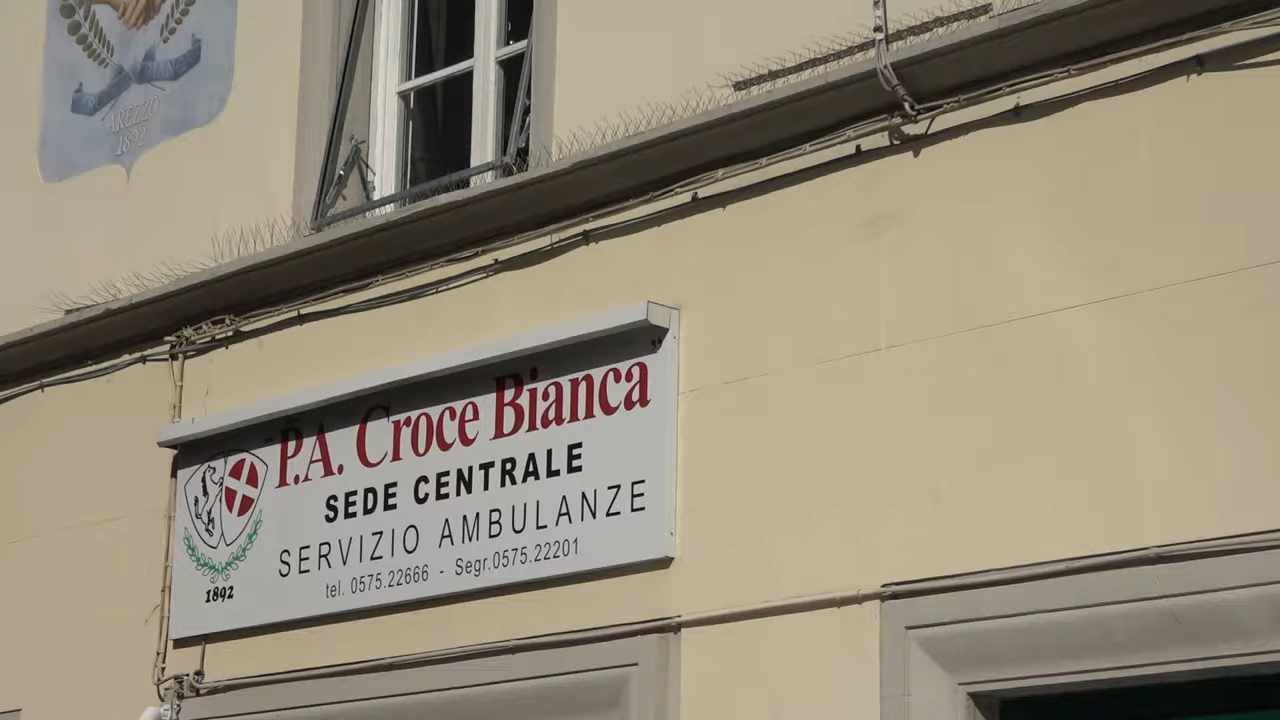 AREZZO
1892
"P.A. Croce Bianca"
SEDE CENTRALE
SERVIZIO AMBULANZE
tel. 0575.22666 - Segr.0575.22201
1892